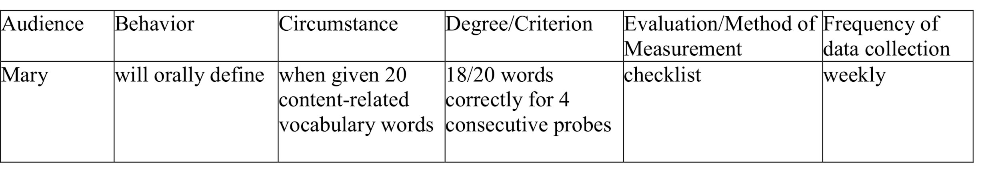 Audience
Behavior
Circumstance
Degree/Criterion
Evaluation/Method of
Measurement
Frequency of
data collection
Mary
will orally define
when given 20
content-related
vocabulary words
18/20 words
correctly for 4
consecutive probes
checklist
weekly